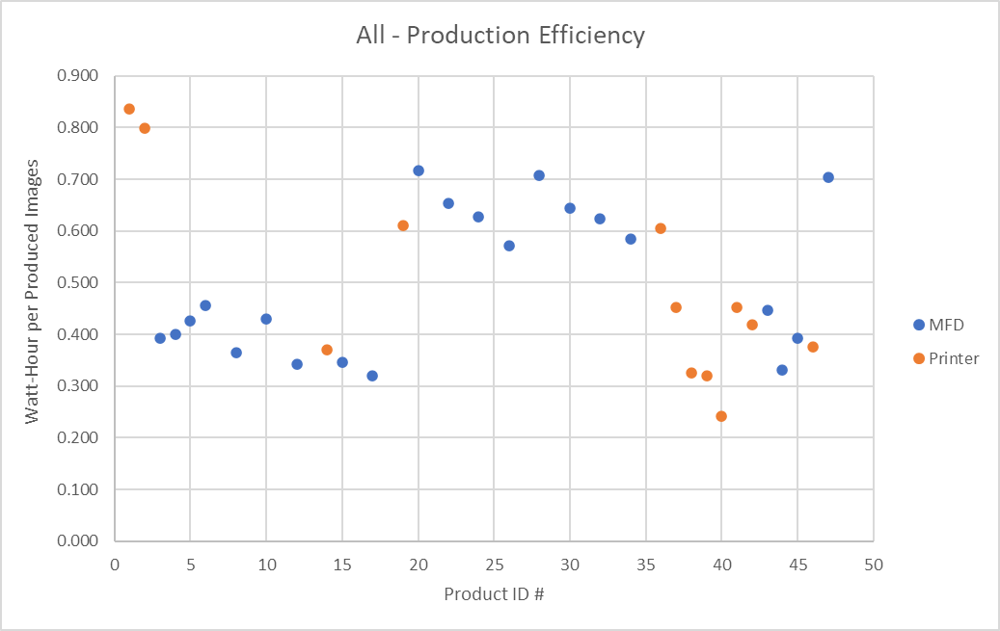 All - Production Efficiency
Watt-Hour per Produced Images
0.900
0.800
0.700
0.600
0.500
0.400
0.300
0.200
0.100
0.000
0 5 10 15 20 25 30 35 40 45 50
Product ID #
MFD
Printer